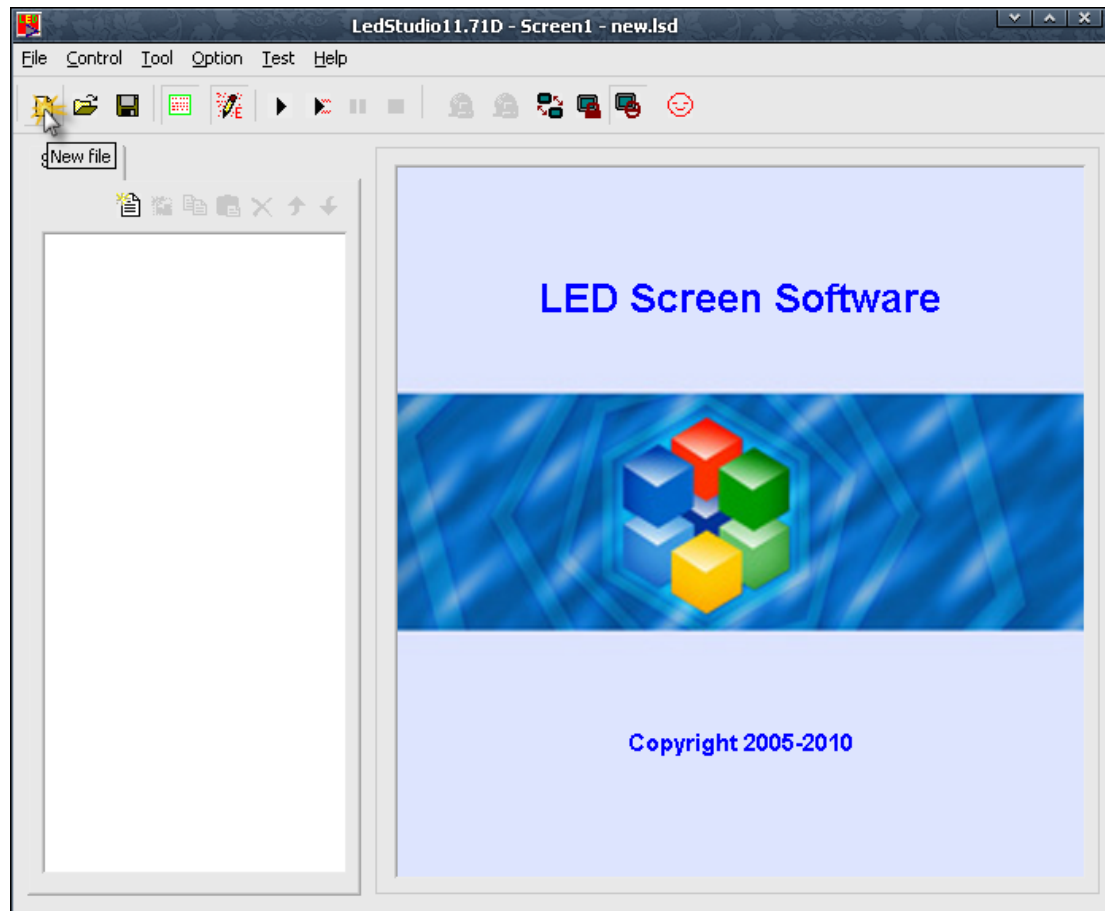 LedStudio11.71D - Screen1 - new.lsd
File Control Tool Option Test Help
New file
LED Screen Software
Copyright 2005-2010